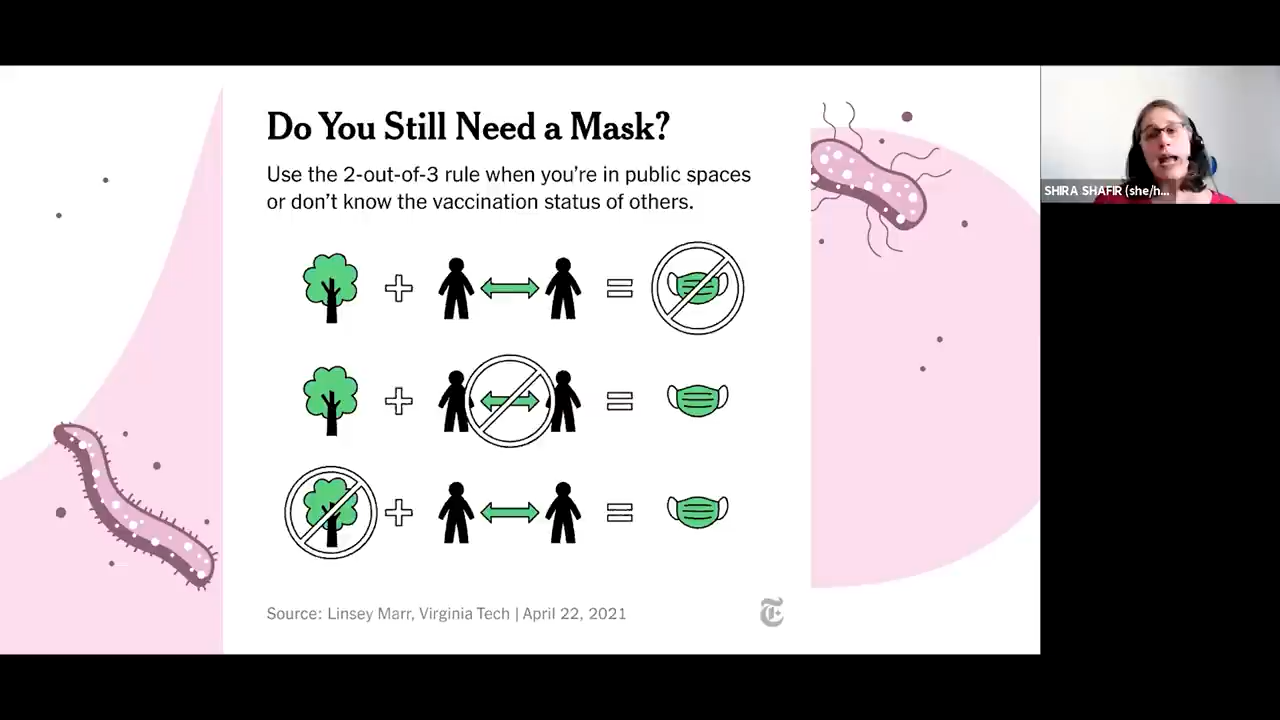 Do You Still Need a Mask?
Use the 2-out-of-3 rule when you're in public spaces
or don't know the vaccination status of others.
Source: Linsey Marr, Virginia Tech | April 22, 2021
T
SHIRA SHAFIR (she/h...